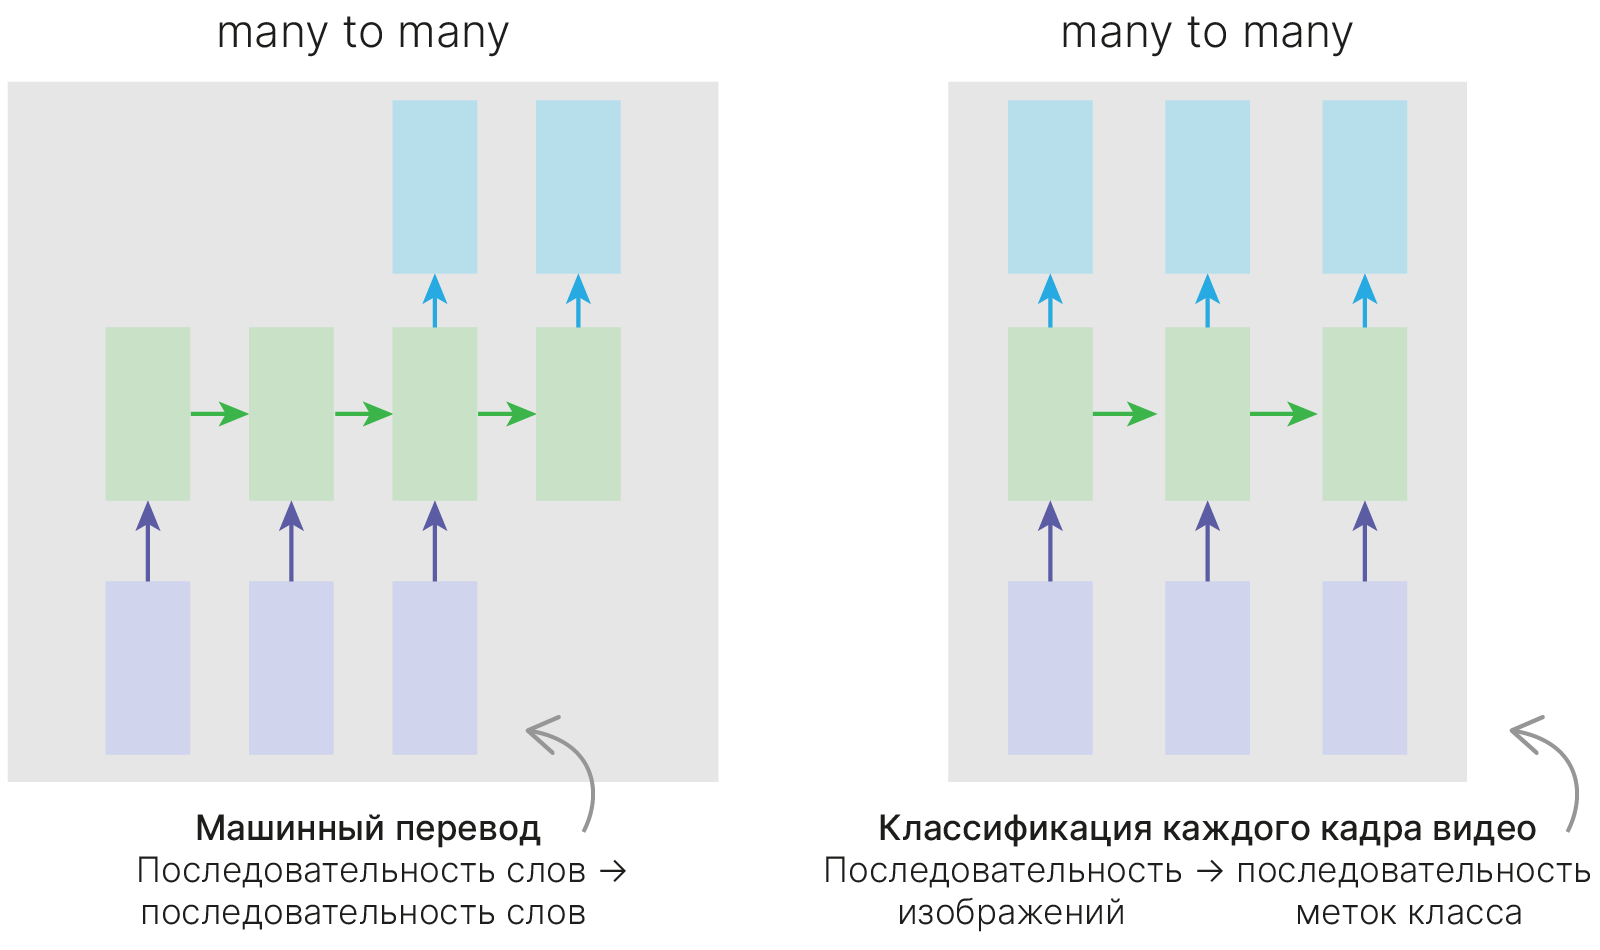 many to many
many to many
Машинный перевод
Последовательность слов →
последовательность слов
Классификация каждого кадра видео
Последовательность → последовательность
изображений меток класса